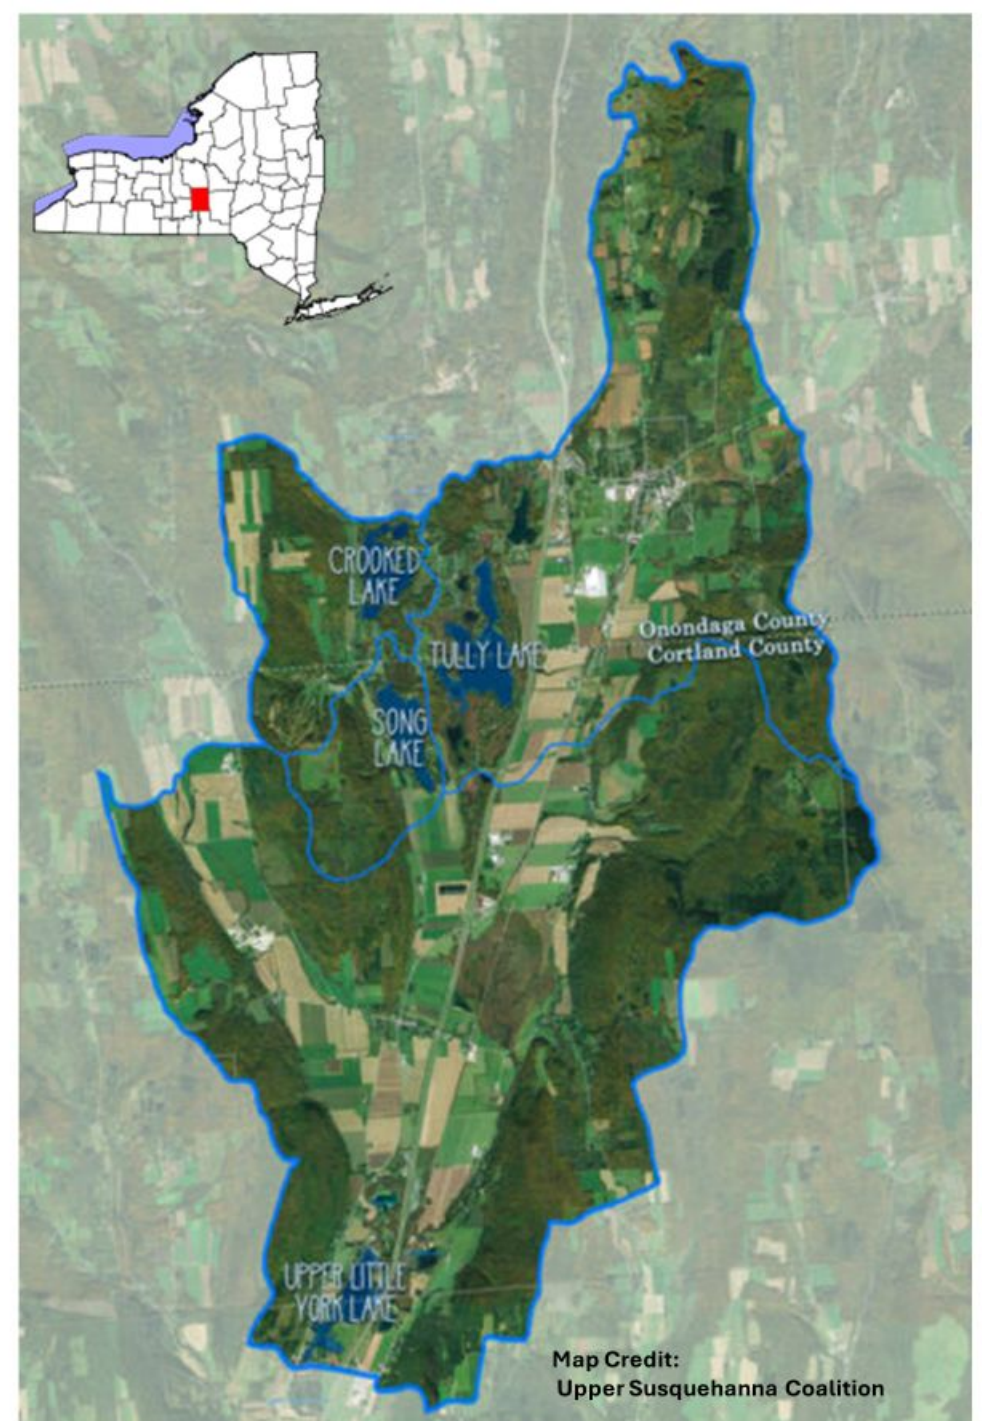 CROOKED
LAKE
TULLY LAKE
Onondaga County
Cortland County
SONG
LAKE
UPPER LITTLE
YORK LAKE
Map Credit:
Upper Susquehanna Coalition